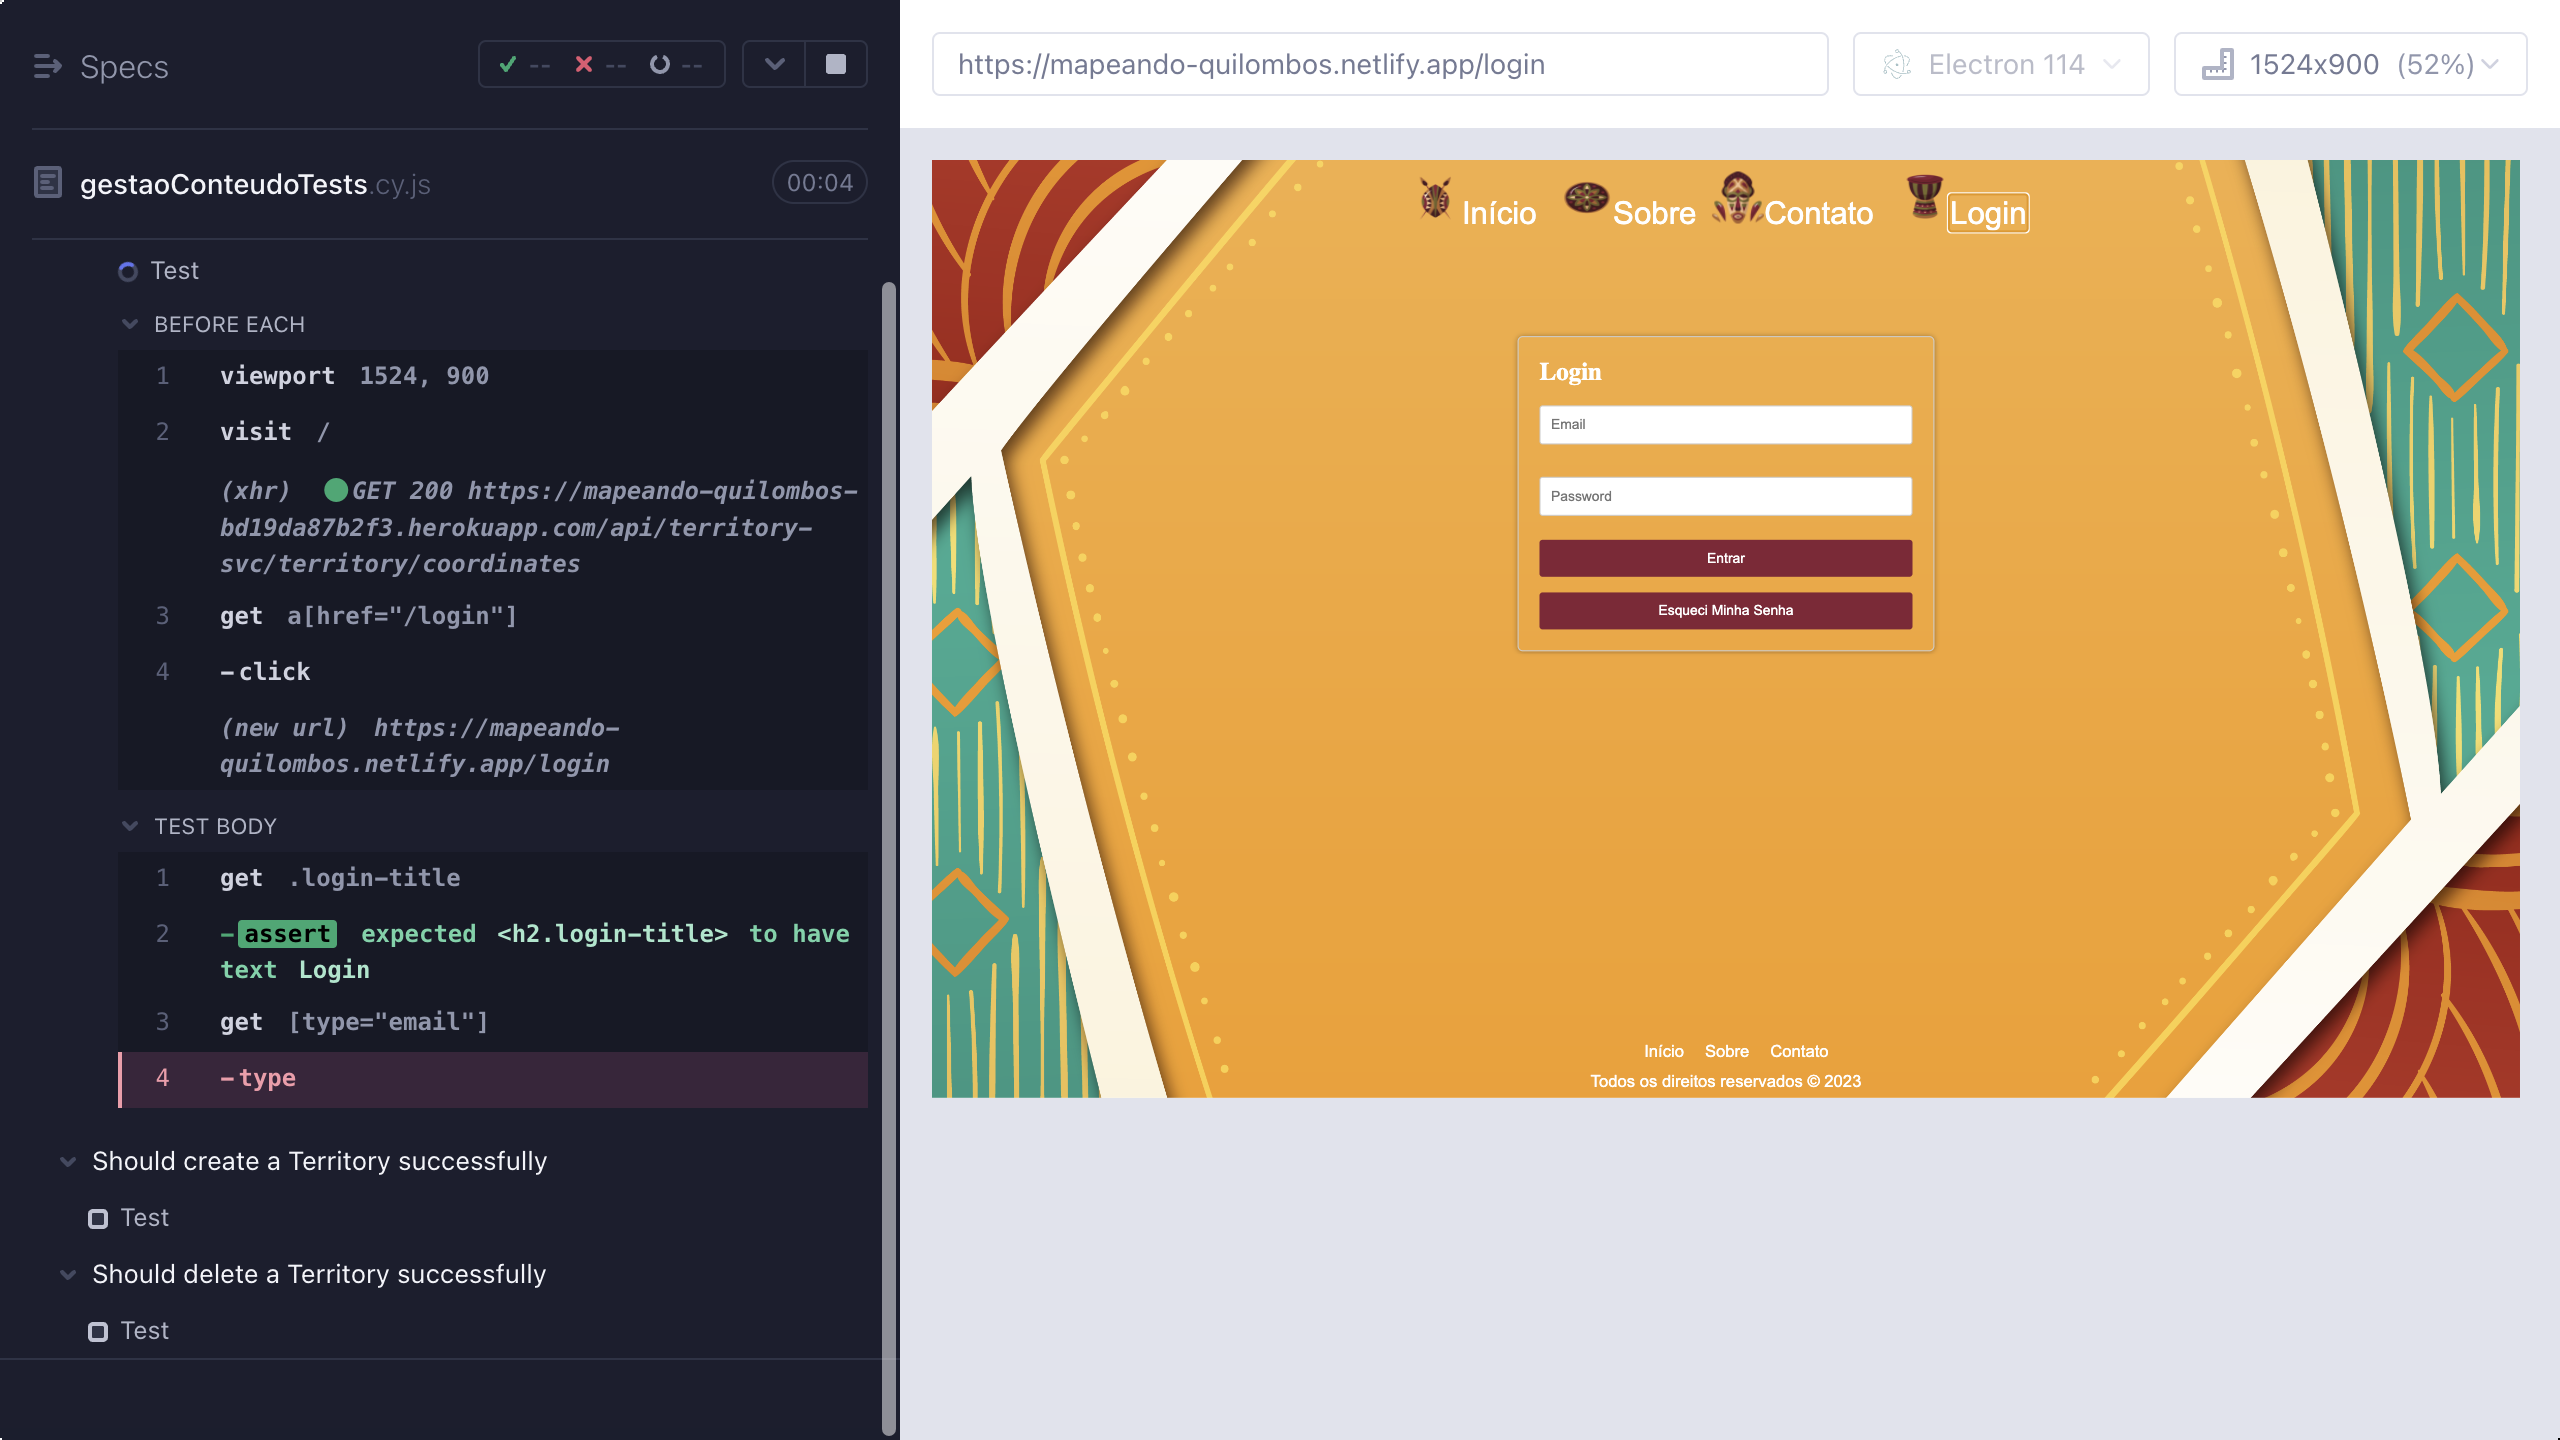 Specs
-- -- --
gestaoConteudoTests.cy.js 00:04
Test
BEFORE EACH
1 viewport 1524, 900
2 visit /
(xhr) GET 200 https://mapeando-quilombos-
bd19da87b2f3.herokuapp.com/api/territory-
svc/territory/coordinates
3 get a[href="/login"]
4 -click
(new url) https://mapeando-
quilombos.netlify.app/login
TEST BODY
1 get .login-title
2 -assert expected <h2.login-title> to have
text Login
3 get [type="email"]
4 -type
Should create a Territory successfully
Test
Should delete a Territory successfully
Test
https://mapeando-quilombos.netlify.app/login
Electron 114
1524x900 (52%)
Início Sobre Contato Login
Login
Email
Password
Entrar
Esqueci Minha Senha
Início Sobre Contato
Todos os direitos reservados © 2023